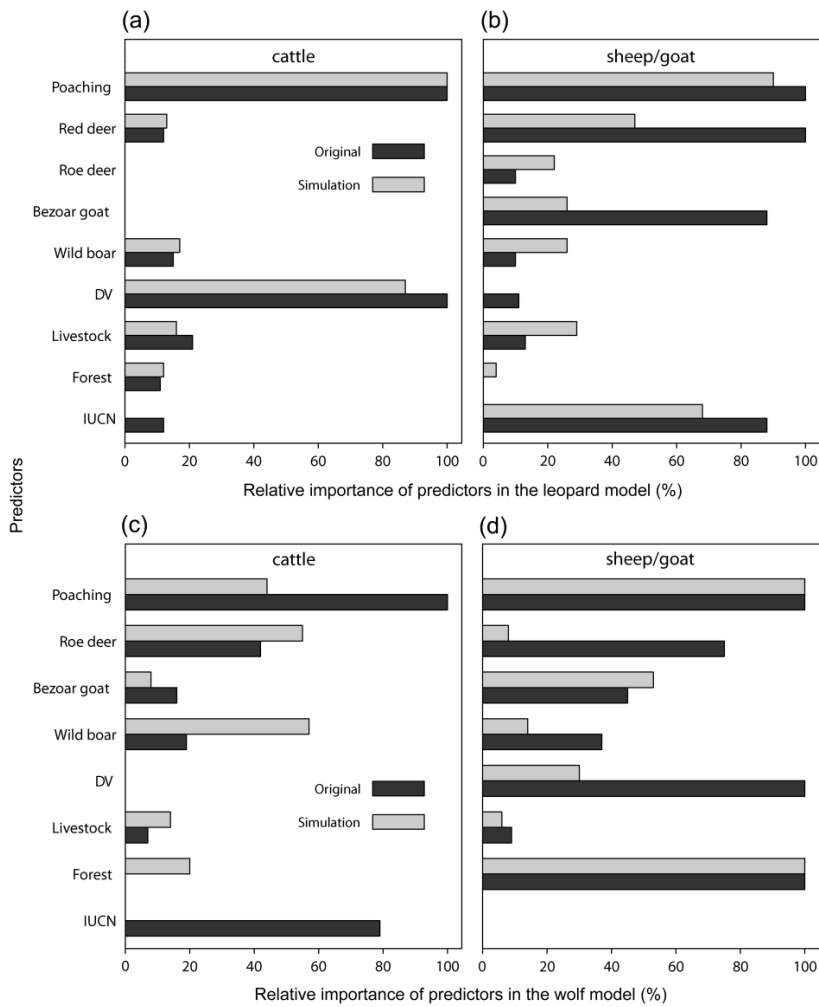 (a)
(b)
cattle
sheep/goat
Poaching
Red deer
Roe deer
Bezoar goat
Wild boar
DV
Livestock
Forest
IUCN
Original
Simulation
0 20 40 60 80 100
0 20 40 60 80 100
Relative importance of predictors in the leopard model (%)
Predictors
(c)
(d)
cattle
sheep/goat
Poaching
Roe deer
Bezoar goat
Wild boar
DV
Livestock
Forest
IUCN
Original
Simulation
0 20 40 60 80 100
0 20 40 60 80 100
Relative importance of predictors in the wolf model (%)